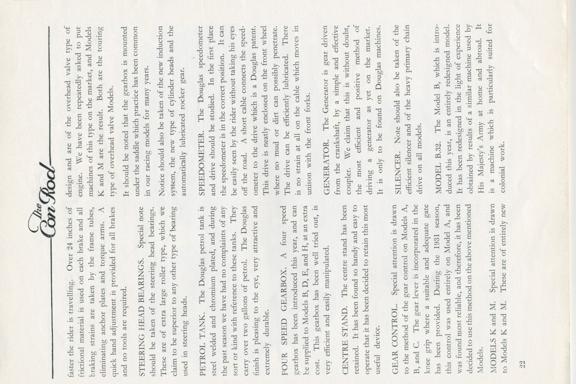 The
Con Rod
faster the rider is travelling. Over 24 inches of
frictional material is used on each brake and all
braking strains are taken by the frame tubes,
eliminating anchor plates and torque arms. A
quick hand adjustment is provided for all brakes
and no tools are required.
STEERING HEAD BEARINGS. Special note
should be taken of the steering head bearings.
These are of extra large roller type, which we
claim to be superior to any other type of bearing
used in steering heads.
PETROL TANK. The Douglas petrol tank is
steel welded and chromium plated, and during
the past season we have had no complaints of any
sort or kind with reference to these tanks. They
carry over two gallons of petrol. The Douglas
finish is pleasing to the eye, very attractive and
extremely durable.
FOUR SPEED GEARBOX. A four speed
gearbox has been introduced this year, and can
be supplied to Models B, D, E, and H, at an extra
cost. This gearbox has been well tried out, is
very efficient and easily manipulated.
CENTRE STAND. The centre stand has been
retained. It has been found so handy and easy to
operate that it has been decided to retain this most
useful device.
GEAR CONTROL. Special attention is drawn
to the method of the gear control on Models A,
B, and C. The gear lever is incorporated in the
knee grip where a suitable and adequate gate
has been provided. During the 1931 season,
this control was used entirely on Model A, and
was found most reliable, and therefore, it has been
decided to use this method on the above mentioned
Models.
MODELS K and M. Special attention is drawn
to Models K and M. These are of entirely new
design and are of the overhead valve type of
engine. We have been repeatedly asked to put
machines of this type on the market, and Models
K and M are the result. Both are the touring
type of overhead valve Models.
It should be noted that the gearbox is mounted
under the saddle which practice has been common
in our racing models for many years.
Notice should also be taken of the new induction
system, the new type of cylinder heads and the
automatically lubricated rocker gear.
SPEEDOMETER. The Douglas speedometer
and drive should be studied. In the first place
the speedometer is in the correct position. It can
be easily seen by the rider without taking his eyes
off the road. A short cable connects the speed-
ometer to the drive which is a Douglas patent.
This drive is neatly enclosed on the front wheel
where no mud or dirt can possibly penetrate.
The drive can be efficiently lubricated. There
is no strain at all on the cable which moves in
unison with the front forks.
GENERATOR. The Generator is gear driven
from the crankshaft, by a simple and effective
coupler. We claim that this is without doubt,
the most efficient and positive method of
driving a generator as yet on the market.
It is only to be found on Douglas machines.
SILENCER. Note should also be taken of the
efficient silencer and of the heavy primary chain
drive on all models.
MODEL B.32. The Model B, which is intro-
duced this year, is an entirely redesigned model.
It has been redesigned in the light of experience
obtained by results of a similar machine used by
His Majesty's Army at home and abroad. It
is a machine which is particularly suited for
colonial work.
22